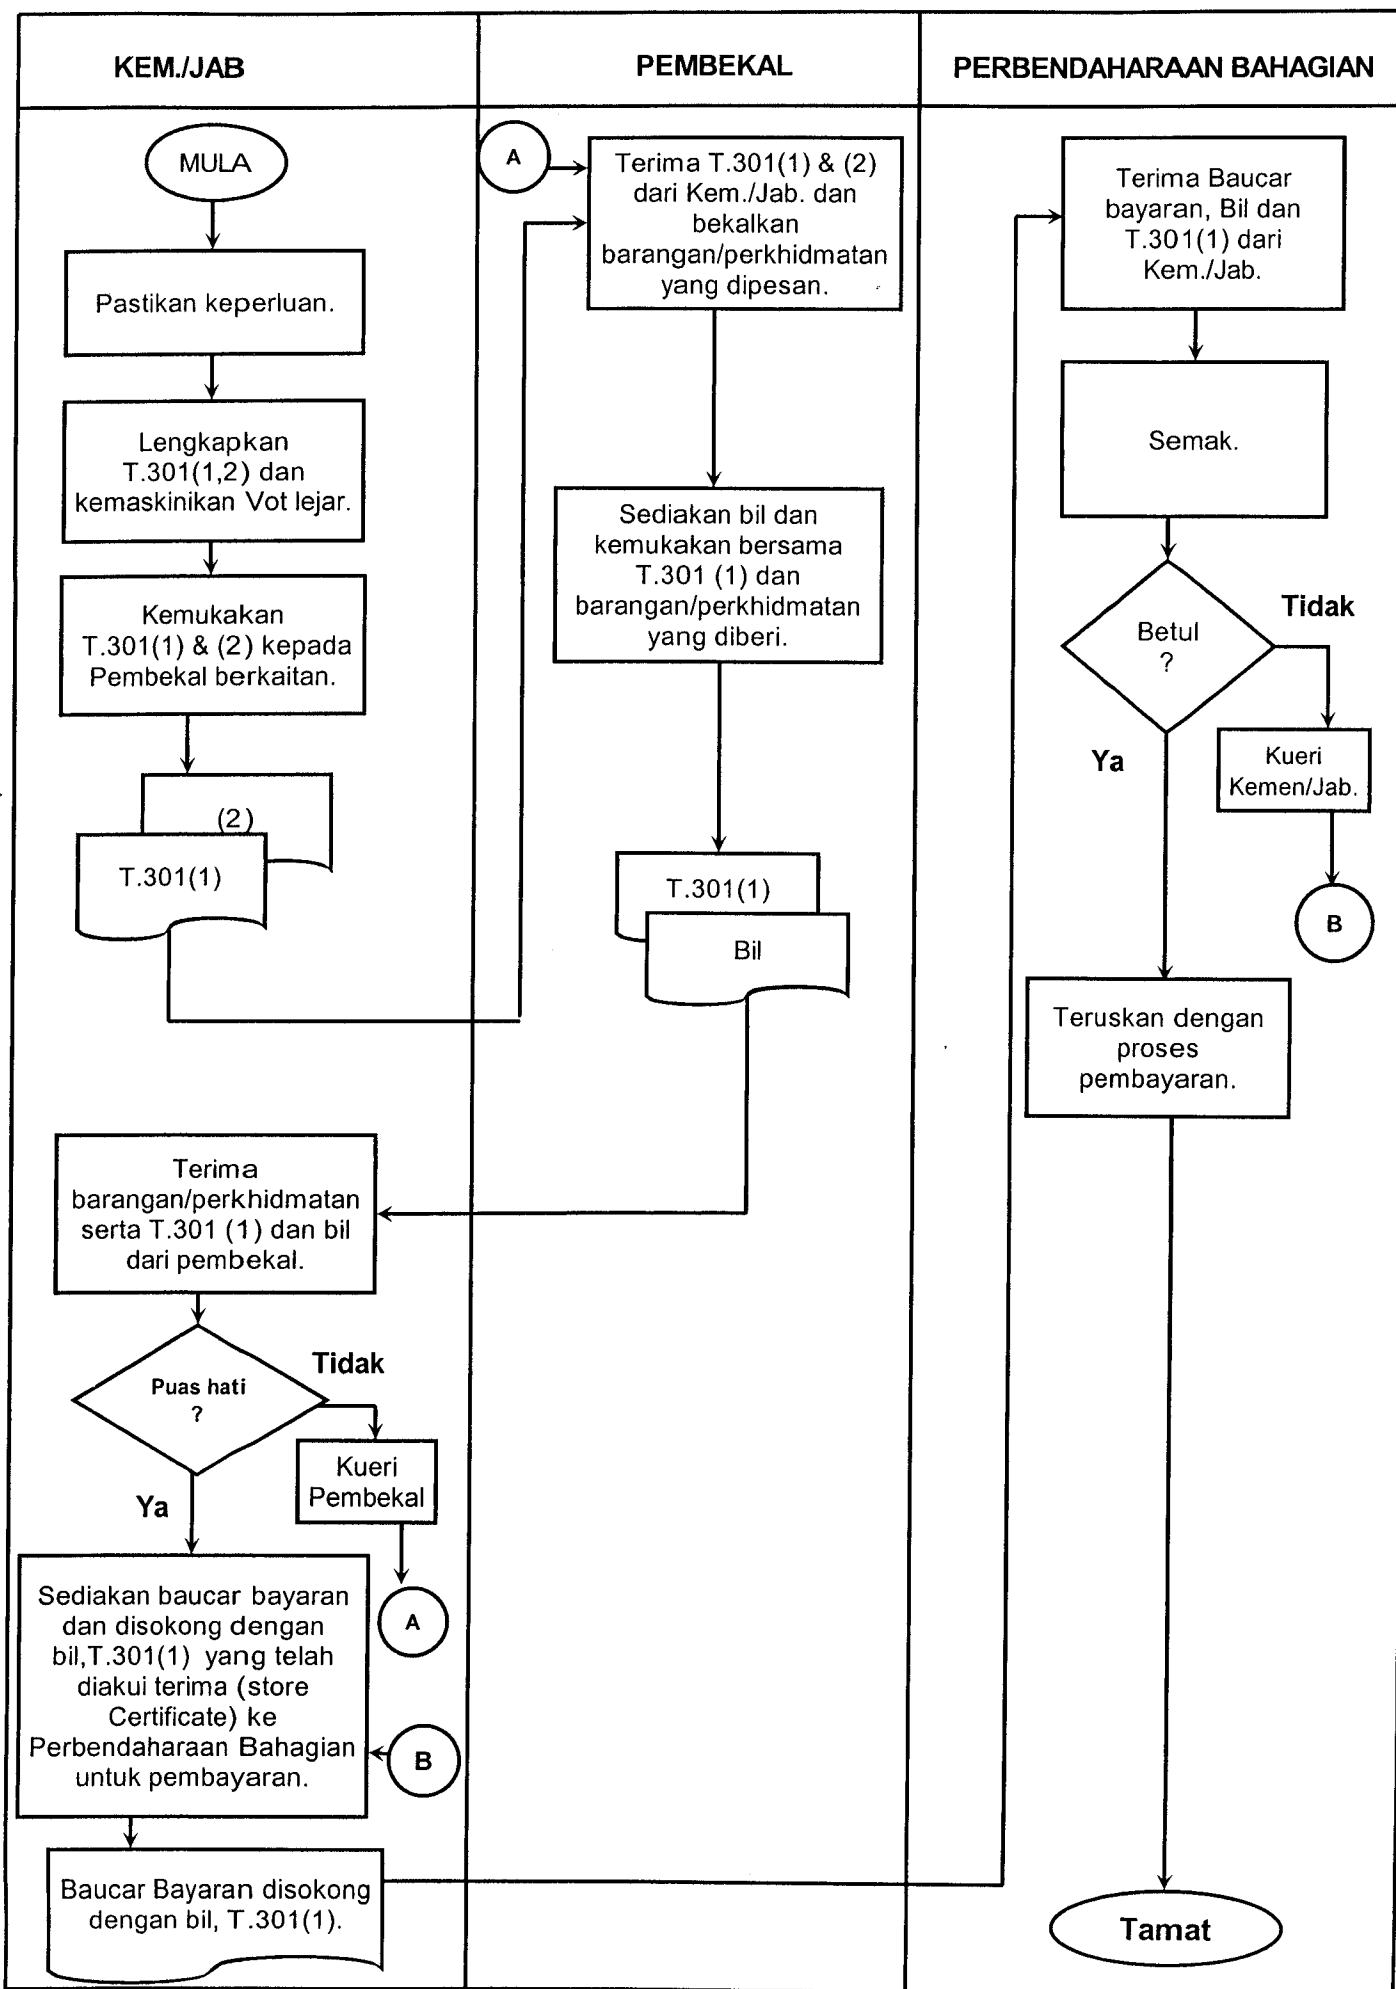 KEM./JAB
PEMBEKAL
PERBENDAHARAAN BAHAGIAN
MULA
Pastikan keperluan.
Lengkapkan
T.301(1,2) dan
kemaskinikan Vot lejar.
Kemukakan
T.301(1) & (2) kepada
Pembekal berkaitan.
(2)
T.301(1)
A
Terima T.301(1) & (2)
dari Kem./Jab. dan
bekalkan
barangan/perkhidmatan
yang dipesan.
Sediakan bil dan
kemukakan bersama
T.301 (1) dan
barangan/perkhidmatan
yang diberi.
T.301(1)
Bil
Terima
barangan/perkhidmatan
serta T.301 (1) dan bil
dari pembekal.
Puas hati
?
Tidak
Kueri
Pembekal
A
Ya
Sediakan baucar bayaran
dan disokong dengan
bil,T.301(1) yang telah
diakui terima (store
Certificate) ke
Perbendaharaan Bahagian
untuk pembayaran.
B
Baucar Bayaran disokong
dengan bil, T.301(1).
Terima Baucar
bayaran, Bil dan
T.301(1) dari
Kem./Jab.
Semak.
Betul
?
Tidak
Kueri
Kemen/Jab.
B
Ya
Teruskan dengan
proses
pembayaran.
Tamat